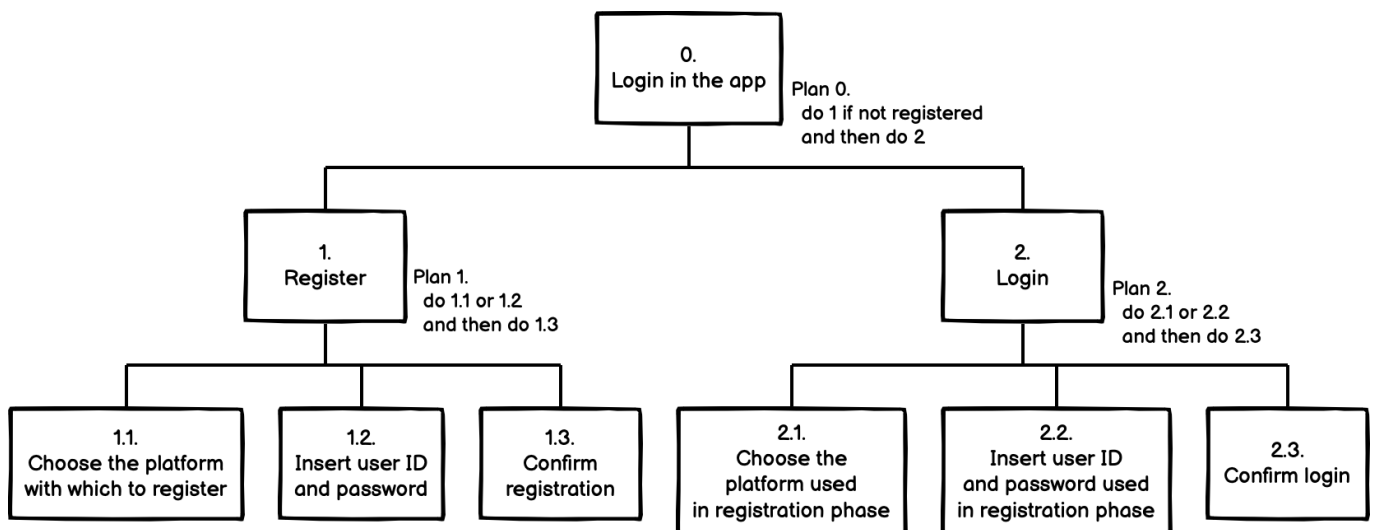 0.
Login in the app
Plan 0.
do 1 if not registered
and then do 2
1.
Register
Plan 1.
do 1.1 or 1.2
and then do 1.3
2.
Login
Plan 2.
do 2.1 or 2.2
and then do 2.3
1.1.
Choose the platform
with which to register
1.2.
Insert user ID
and password
1.3.
Confirm
registration
2.1.
Choose the
platform used
in registration phase
2.2.
Insert user ID
and password used
in registration phase
2.3.
Confirm login